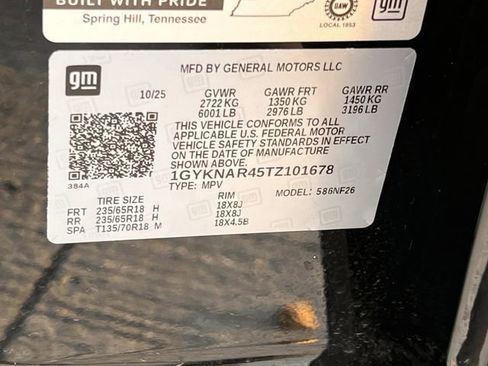 BUILT WITH PRIDE
Spring Hill, Tennessee
UAW
LOCAL 1853
gm
gm
MFD BY GENERAL MOTORS LLC
10/25 GVWR GAWR FRT GAWR RR
2722 KG 1350 KG 1450 KG
6001 LB 2976 LB 3196 LB
THIS VEHICLE CONFORMS TO ALL
APPLICABLE U.S. FEDERAL MOTOR
VEHICLE SAFETY STANDARDS IN EFFECT
ON THE DATE OF MANUFACTURE
SHOWN ABOVE.
1GYKNAR45TZ101678
TYPE: MPV MODEL: 586NF26
384A
TIRE SIZE RIM
FRT 235/65R18 H 18X8J
RR 235/65R18 H 18X8J
SPA T135/70R18 M 18X4.5B